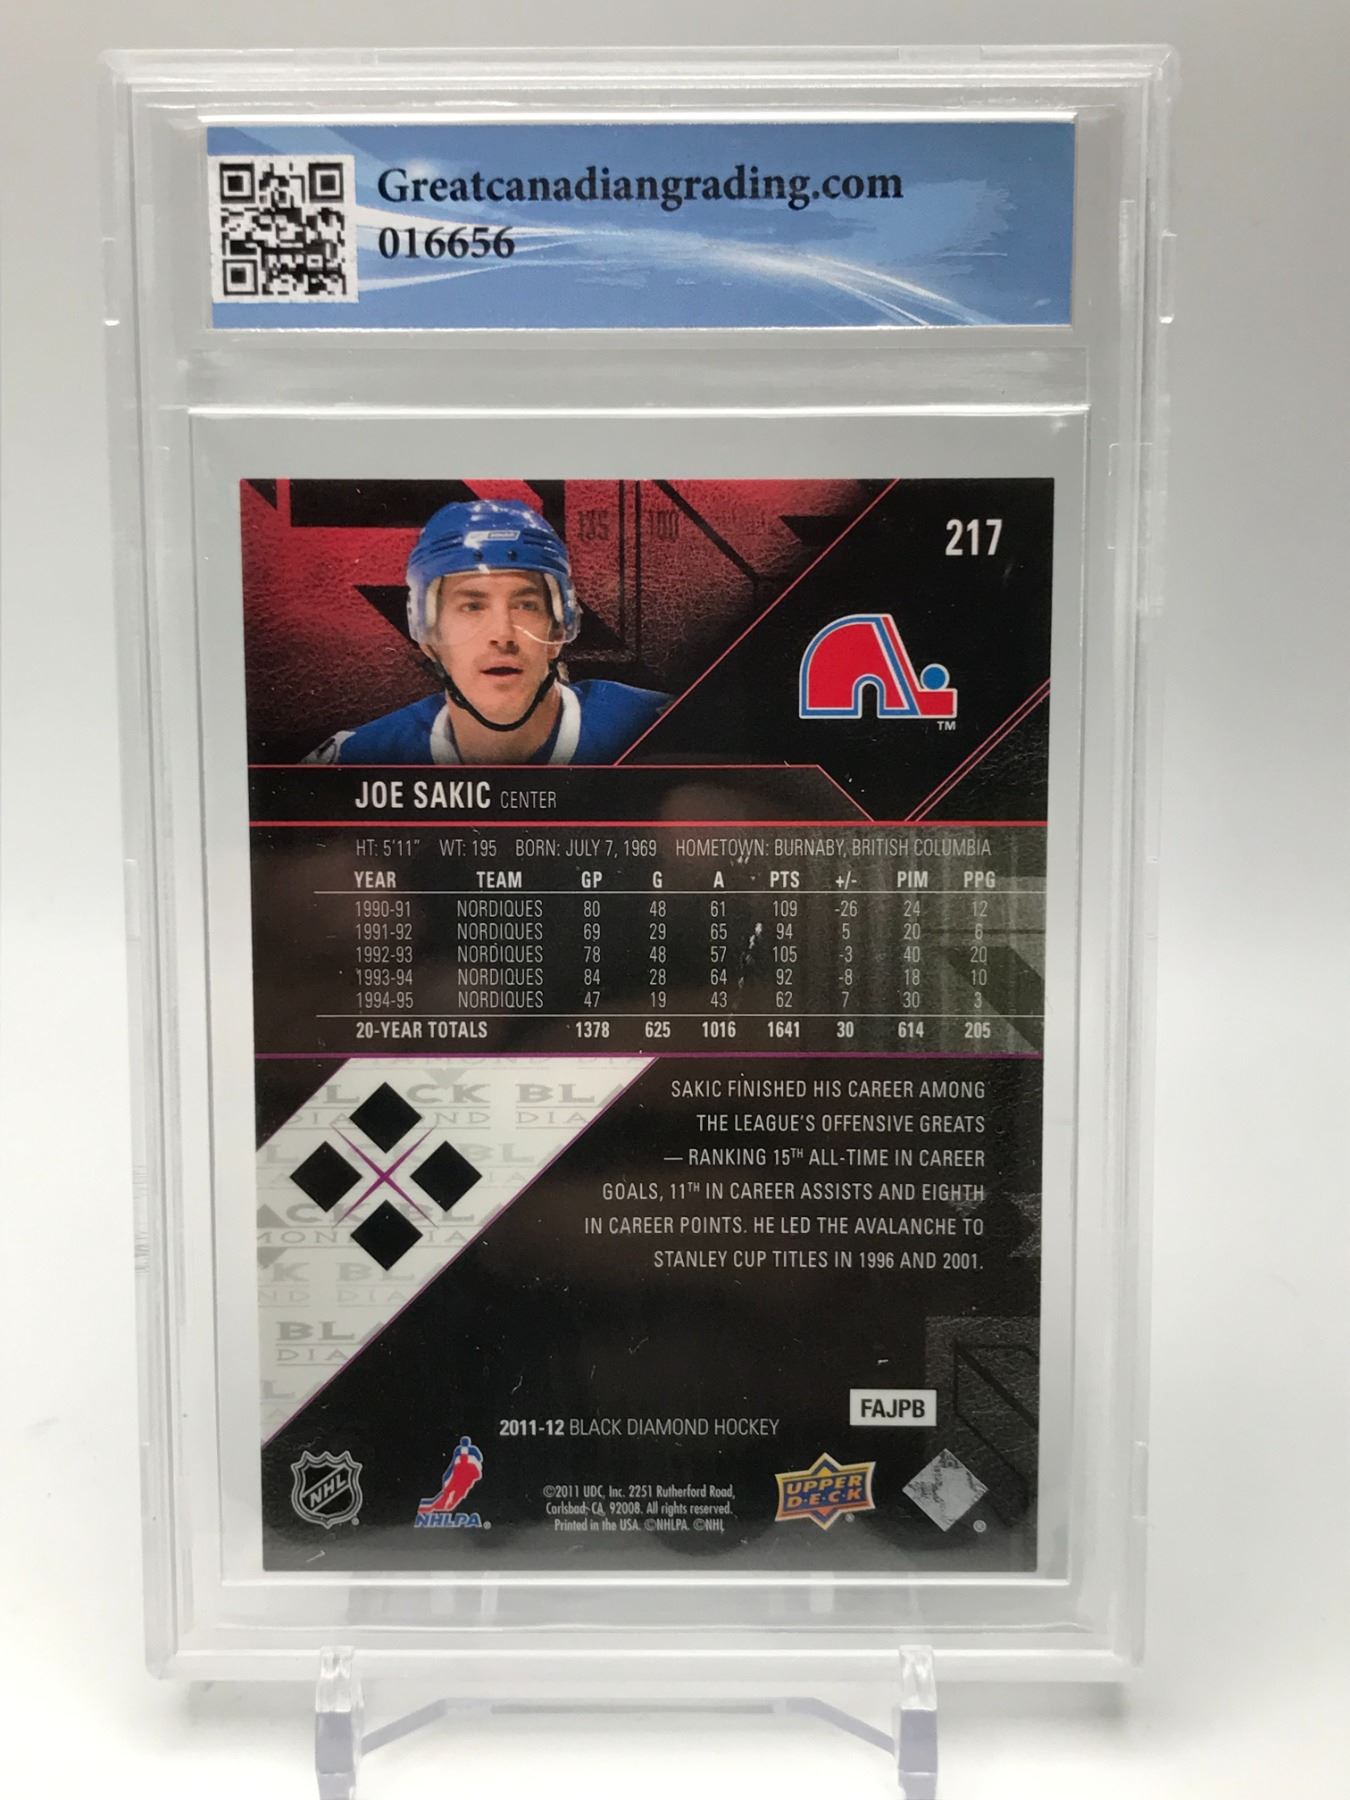 Greatcanadiangrading.com
016656
217
TM
JOE SAKIC CENTER
HT: 5'11" WT: 195 BORN: JULY 7, 1969 HOMETOWN: BURNABY, BRITISH COLUMBIA
YEAR TEAM GP G A PTS +/- PIM PPG
1990-91 NORDIQUES 80 48 61 109 -26 24 12
1991-92 NORDIQUES 69 29 65 94 5 20 6
1992-93 NORDIQUES 78 48 57 105 -3 40 20
1993-94 NORDIQUES 84 28 64 92 -8 18 10
1994-95 NORDIQUES 47 19 43 62 7 30 3
20-YEAR TOTALS 1378 625 1016 1641 30 614 205
SAKIC FINISHED HIS CAREER AMONG
THE LEAGUE'S OFFENSIVE GREATS
— RANKING 15TH ALL-TIME IN CAREER
GOALS, 11TH IN CAREER ASSISTS AND EIGHTH
IN CAREER POINTS. HE LED THE AVALANCHE TO
STANLEY CUP TITLES IN 1996 AND 2001.
FAJPB
2011-12 BLACK DIAMOND HOCKEY
NHL
NHLPA®
©2011 UDC, Inc. 2251 Rutherford Road,
Carlsbad, CA, 92008. All rights reserved.
Printed in the USA. ©NHLPA. ©NHL
UPPER
D·E·C·K
®